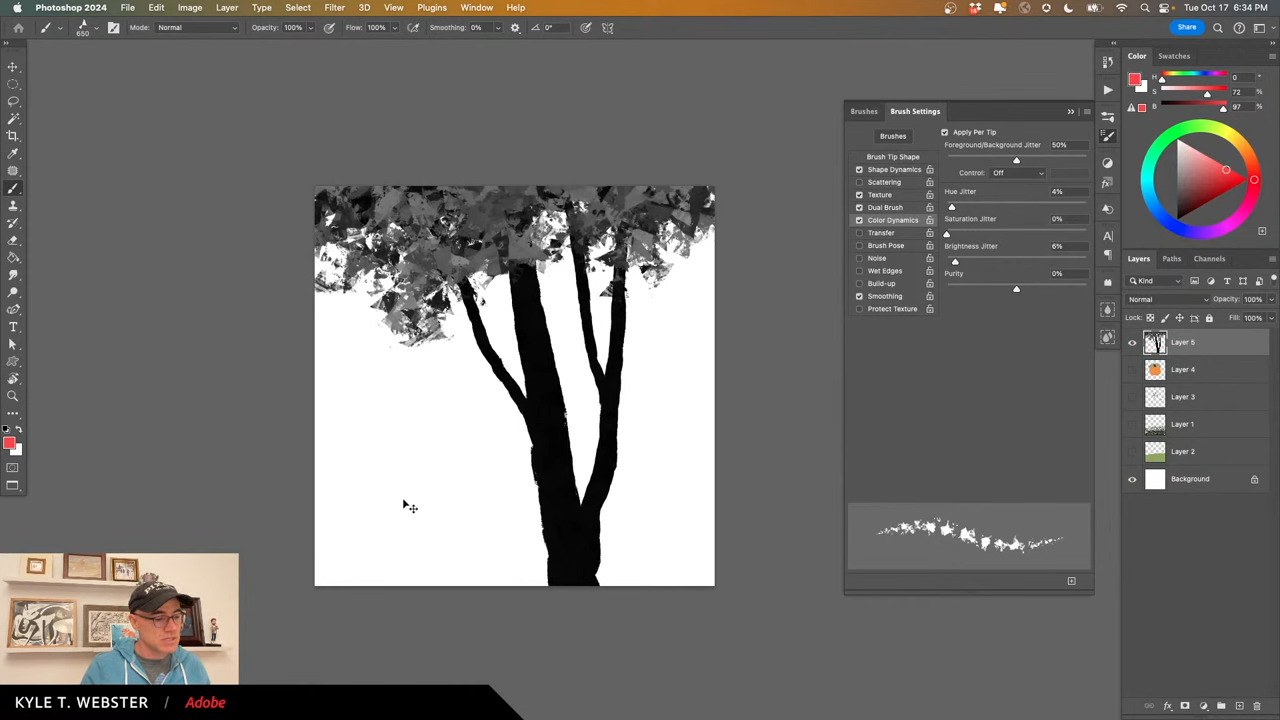 Photoshop 2024 File Edit Image Layer Type Select Filter 3D View Plugins Window Help Tue Oct 17 6:34 PM
650 Mode: Normal Opacity: 100% Flow: 100% Smoothing: 0% 0° Share
Color Swatches
H 0 °
S 72 %
B 97 %
Brushes Brush Settings
Brushes
Brush Tip Shape
Shape Dynamics
Scattering
Texture
Dual Brush
Color Dynamics
Transfer
Brush Pose
Noise
Wet Edges
Build-up
Smoothing
Protect Texture
Apply Per Tip
Foreground/Background Jitter 50%
Control: Off
Hue Jitter 4%
Saturation Jitter 0%
Brightness Jitter 6%
Purity 0%
Layers Paths Channels
Kind
Normal Opacity: 100%
Lock: Fill: 100%
Layer 5
Layer 4
Layer 3
Layer 1
Layer 2
Background
KYLE T. WEBSTER / Adobe